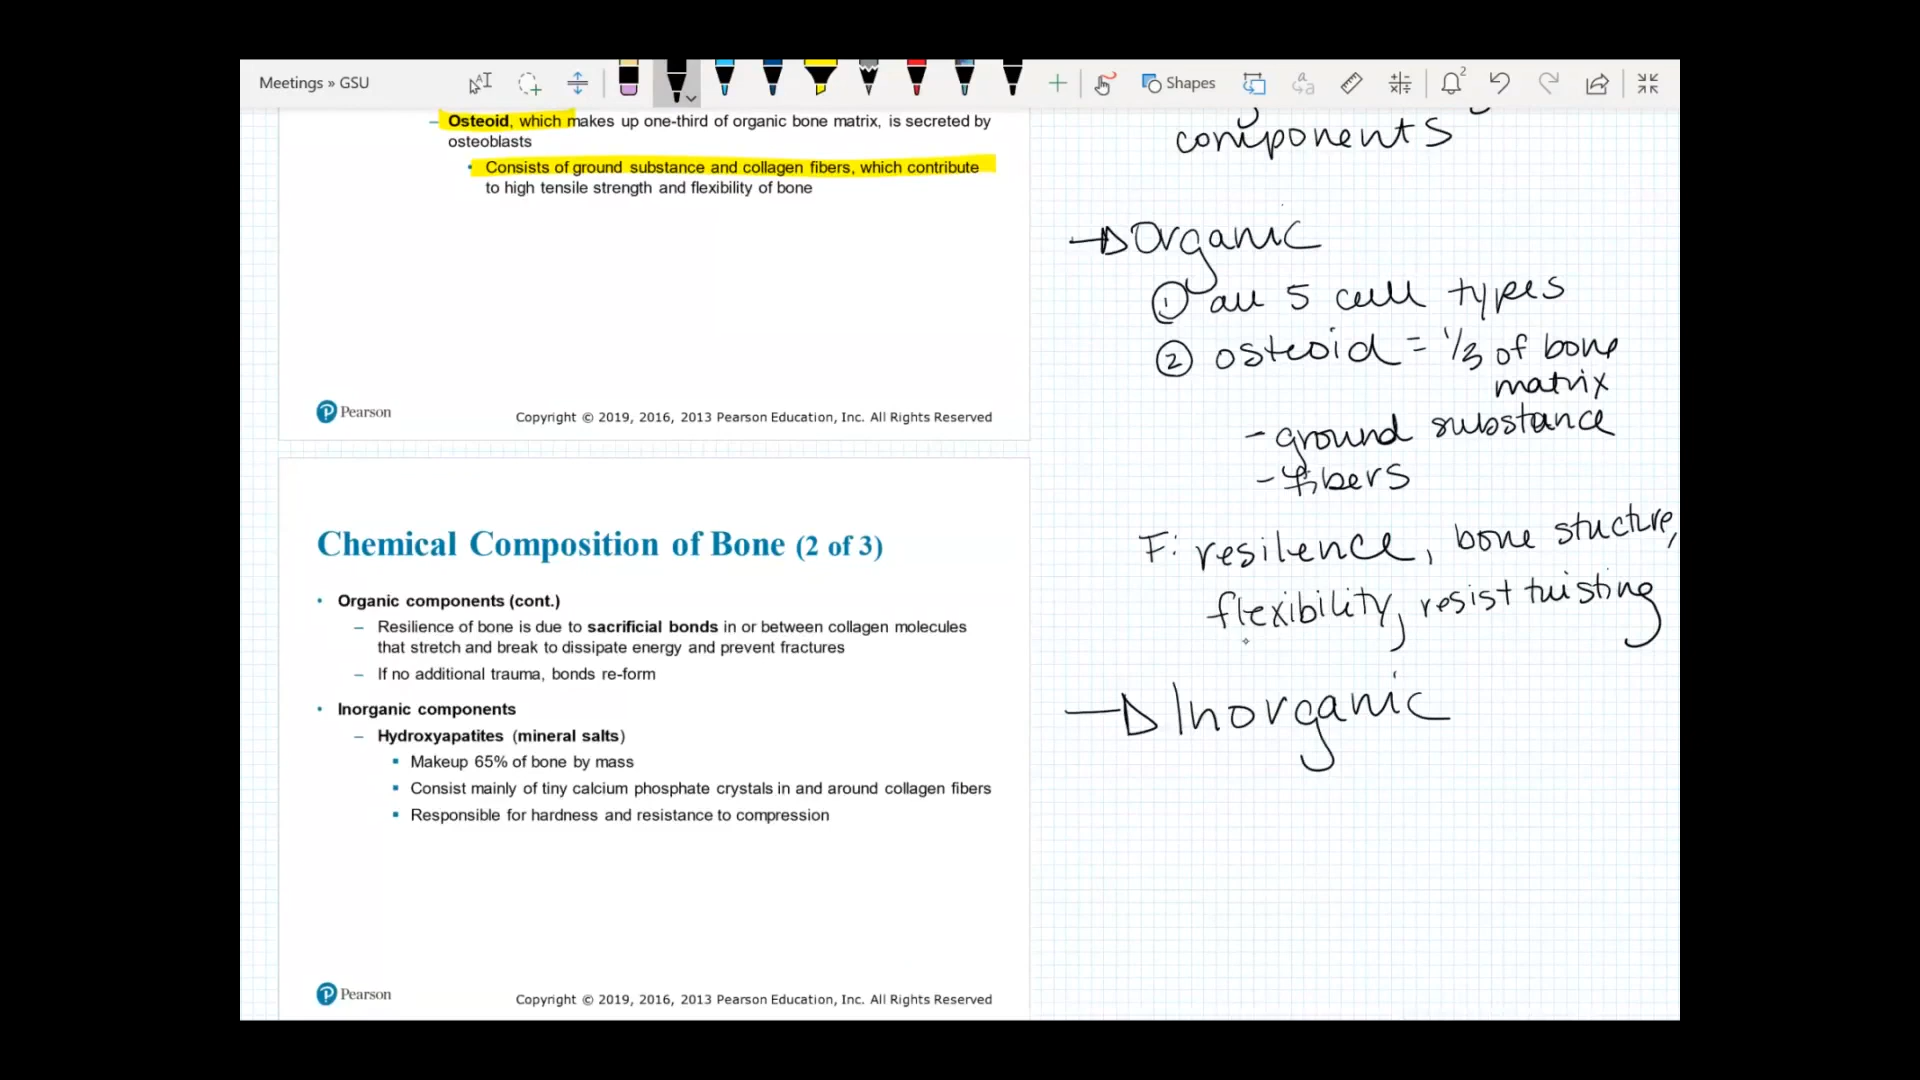 Meetings » GSU
Shapes
2
– Osteoid, which makes up one-third of organic bone matrix, is secreted by
osteoblasts
• Consists of ground substance and collagen fibers, which contribute
to high tensile strength and flexibility of bone
Pearson
Copyright © 2019, 2016, 2013 Pearson Education, Inc. All Rights Reserved
Chemical Composition of Bone (2 of 3)
• Organic components (cont.)
– Resilience of bone is due to sacrificial bonds in or between collagen molecules
that stretch and break to dissipate energy and prevent fractures
– If no additional trauma, bonds re-form
• Inorganic components
– Hydroxyapatites (mineral salts)
▪ Makeup 65% of bone by mass
▪ Consist mainly of tiny calcium phosphate crystals in and around collagen fibers
▪ Responsible for hardness and resistance to compression
Pearson
Copyright © 2019, 2016, 2013 Pearson Education, Inc. All Rights Reserved
components
→ Organic
① all 5 cell types
② osteoid = 1/3 of bone
matrix
- ground substance
- fibers
F: resilence, bone stucture,
flexibility, resist twisting
→ Inorganic